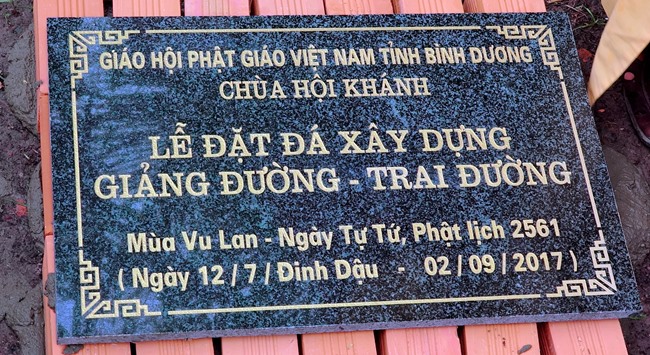 GIÁO HỘI PHẬT GIÁO VIỆT NAM TỈNH BÌNH DƯƠNG
CHÙA HỘI KHÁNH
LỄ ĐẶT ĐÁ XÂY DỰNG
GIẢNG ĐƯỜNG - TRAI ĐƯỜNG
Mùa Vu Lan - Ngày Tự Tứ, Phật lịch 2561
( Ngày 12 / 7 / Đinh Dậu - 02 / 09 / 2017 )